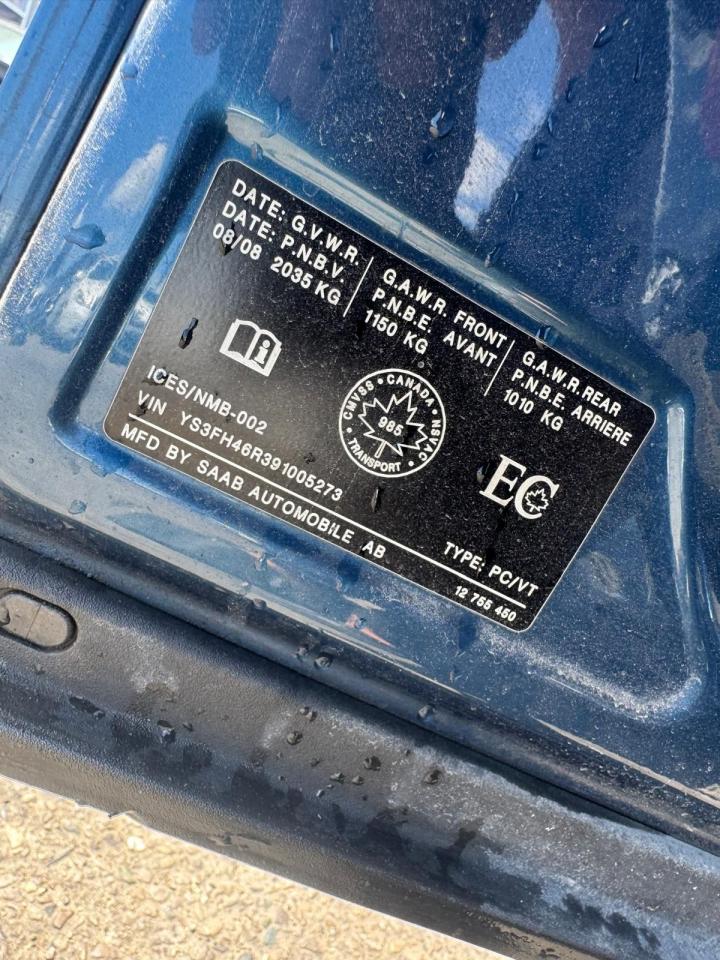 DATE: G.V.W.R.
DATE: P.N.B.V.
08/08 2035 KG
G.A.W.R. FRONT
P.N.B.E. AVANT
1150 KG
G.A.W.R. REAR
P.N.B.E. ARRIERE
1010 KG
CMVSS • CANADA • NSVAC
985
• TRANSPORT •
ICES/NMB-002
VIN YS3FH46R391005273
EC
TYPE: PC/VT
MFD BY SAAB AUTOMOBILE AB
12 755 450